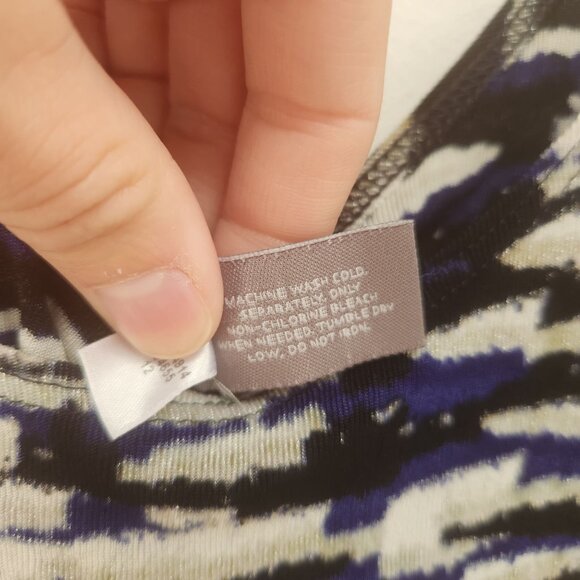 MACHINE WASH COLD.
SEPARATELY. ONLY
NON-CHLORINE BLEACH
WHEN NEEDED. TUMBLE DRY
LOW, DO NOT IRON.